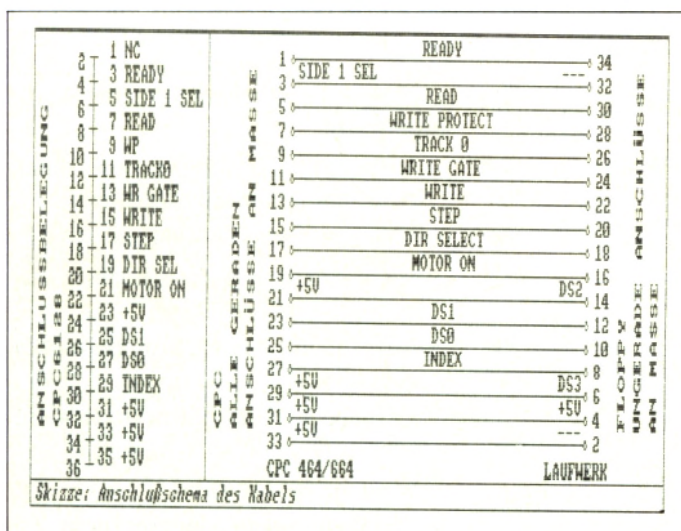 ANSCHLUSSBELEGUNG
CPC6128
1 NC
2
3 READY
4
5 SIDE 1 SEL
6
7 READ
8
9 WP
10
11 TRACK0
12
13 WR GATE
14
15 WRITE
16
17 STEP
18
19 DIR SEL
20
21 MOTOR ON
22
23 +5V
24
25 DS1
26
27 DS0
28
29 INDEX
30
31 +5V
32
33 +5V
34
35 +5V
36
CPC
ALLE GERADEN
ANSCHLÜSSE AN MASSE
1 READY 34
3 SIDE 1 SEL --- 32
5 READ 30
7 WRITE PROTECT 28
9 TRACK 0 26
11 WRITE GATE 24
13 WRITE 22
15 STEP 20
17 DIR SELECT 18
19 MOTOR ON 16
21 +5V DS2 14
23 DS1 12
25 DS0 10
27 INDEX 8
29 +5V DS3 6
31 +5V +5V 4
33 +5V --- 2
FLOPPY
UNGERADE ANSCHLÜSSE
AN MASSE
CPC 464/664 LAUFWERK
Skizze: Anschlußschema des Kabels